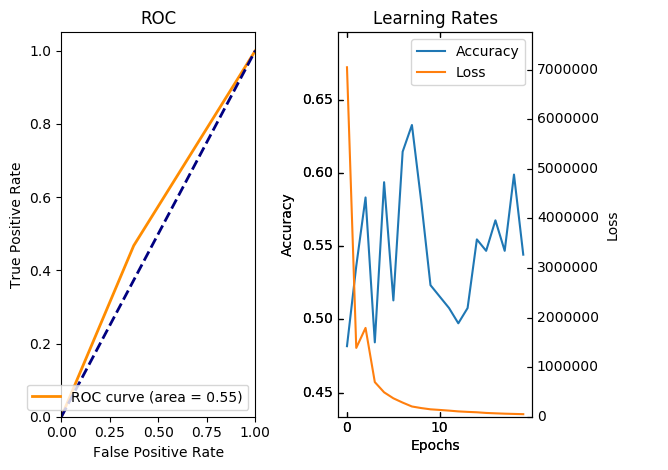 ROC
1.0
0.8
0.6
0.4
0.2
0.0
True Positive Rate
ROC curve (area = 0.55)
0.00 0.25 0.50 0.75 1.00
False Positive Rate
Learning Rates
Accuracy
Loss
0.65
0.60
0.55
0.50
0.45
Accuracy
7000000
6000000
5000000
4000000
3000000
2000000
1000000
0
Loss
0 10
Epochs